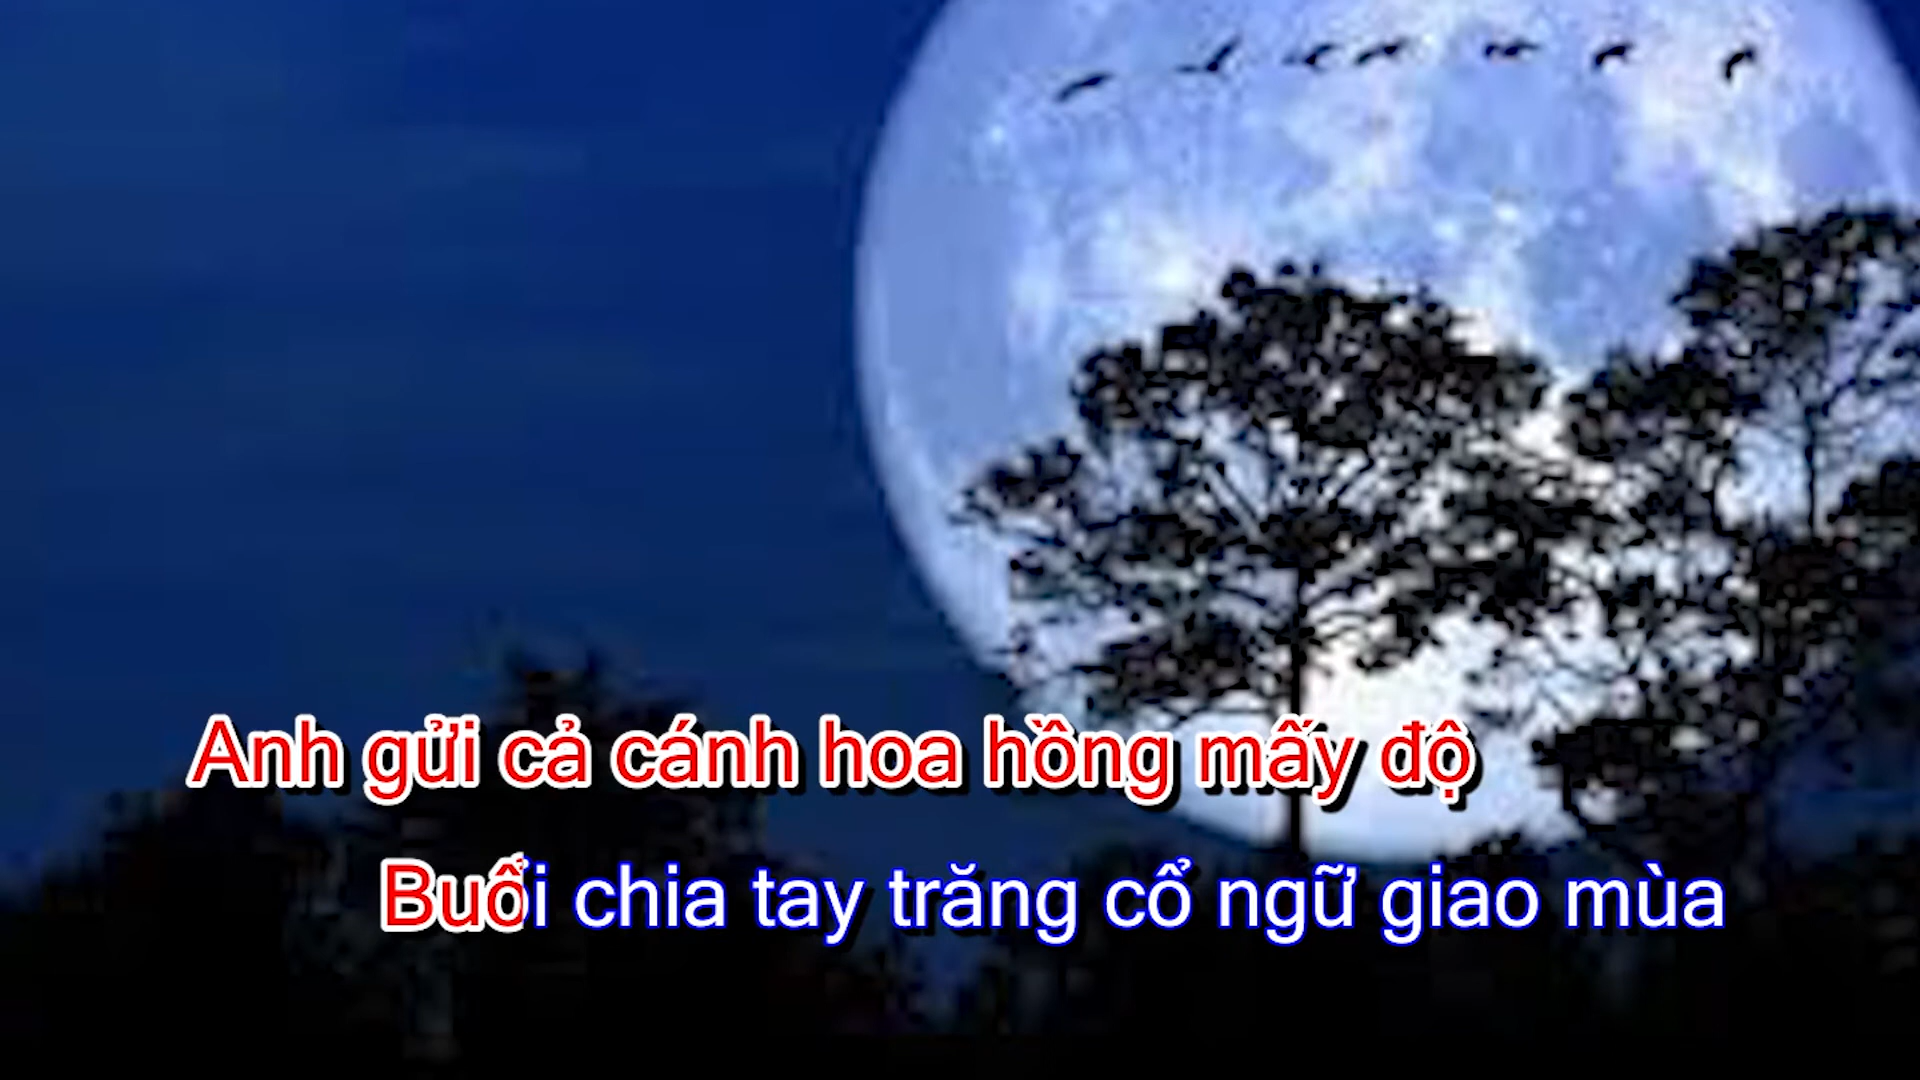 Anh gửi cả cánh hoa hồng mấy độ
Buổi chia tay trăng cổ ngữ giao mùa